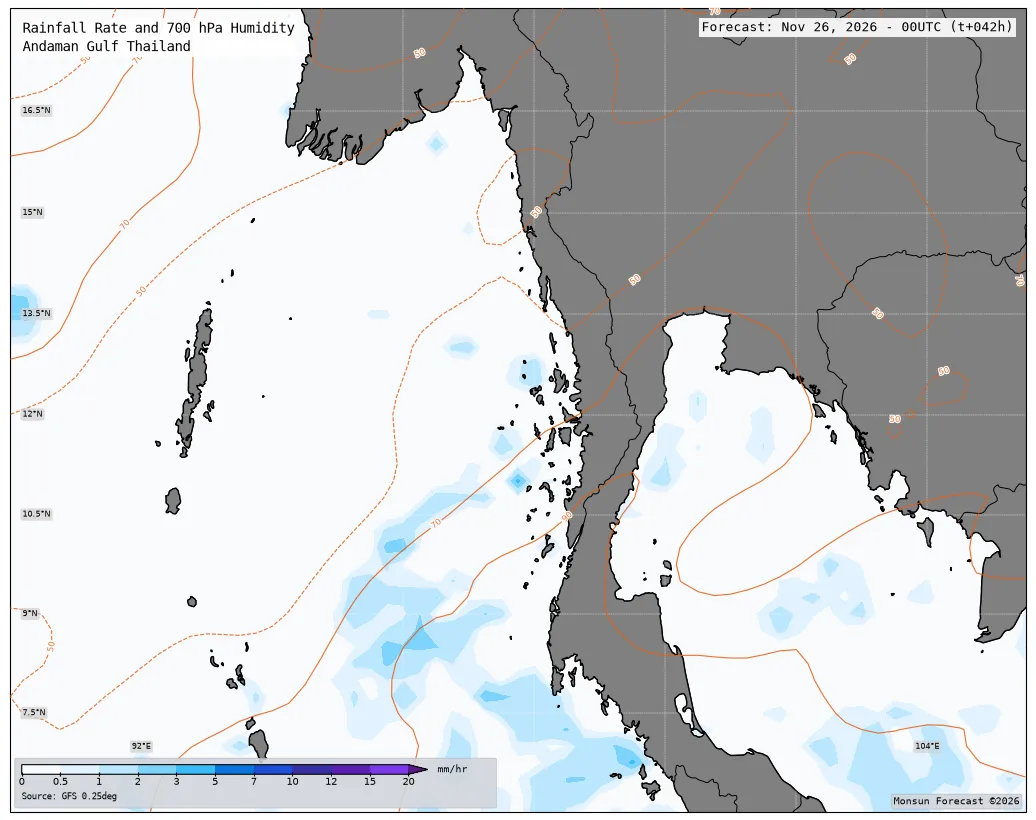 Rainfall Rate and 700 hPa Humidity
Andaman Gulf Thailand
Forecast: Nov 26, 2026 - 00UTC (t+042h)
70
50
50
50
70
16.5°N
15°N
50
70
50
50
70
50
13.5°N
50
50
12°N
50
50
10.5°N
70
90
9°N
50
7.5°N
92°E
104°E
mm/hr
0 0.5 1 2 3 5 7 10 12 15 20
Source: GFS 0.25deg
Monsun Forecast ©2026